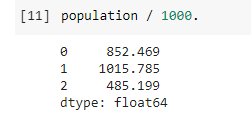 [11] population / 1000.
0     852.469
1    1015.785
2     485.199
dtype: float64